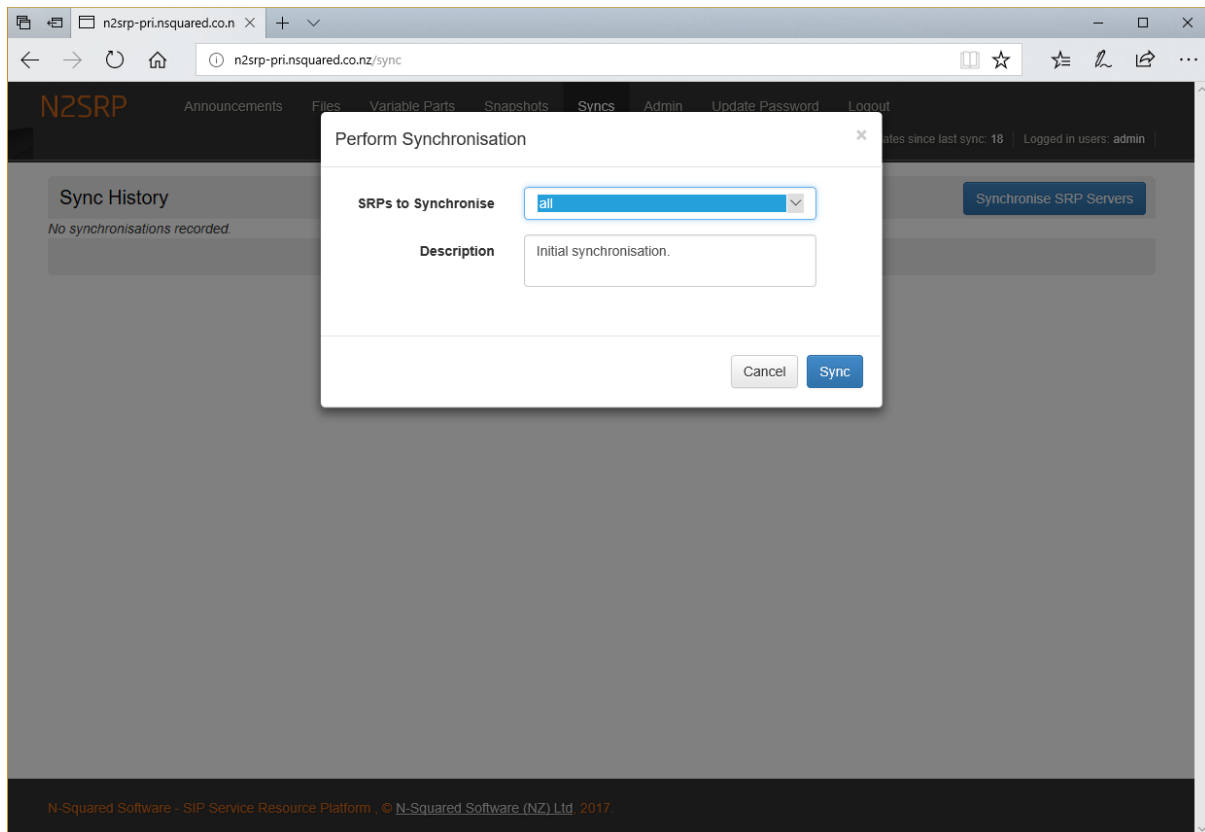 n2srp-pri.nsquared.co.n
n2srp-pri.nsquared.co.nz/sync
N2SRP Announcements Files Variable Parts Snapshots Syncs Admin Update Password Logout
ates since last sync: 18 Logged in users: admin
Perform Synchronisation
Sync History
Synchronise SRP Servers
No synchronisations recorded.
SRPs to Synchronise all
Description Initial synchronisation.
Cancel Sync
N-Squared Software - SIP Service Resource Platform , © N-Squared Software (NZ) Ltd, 2017.